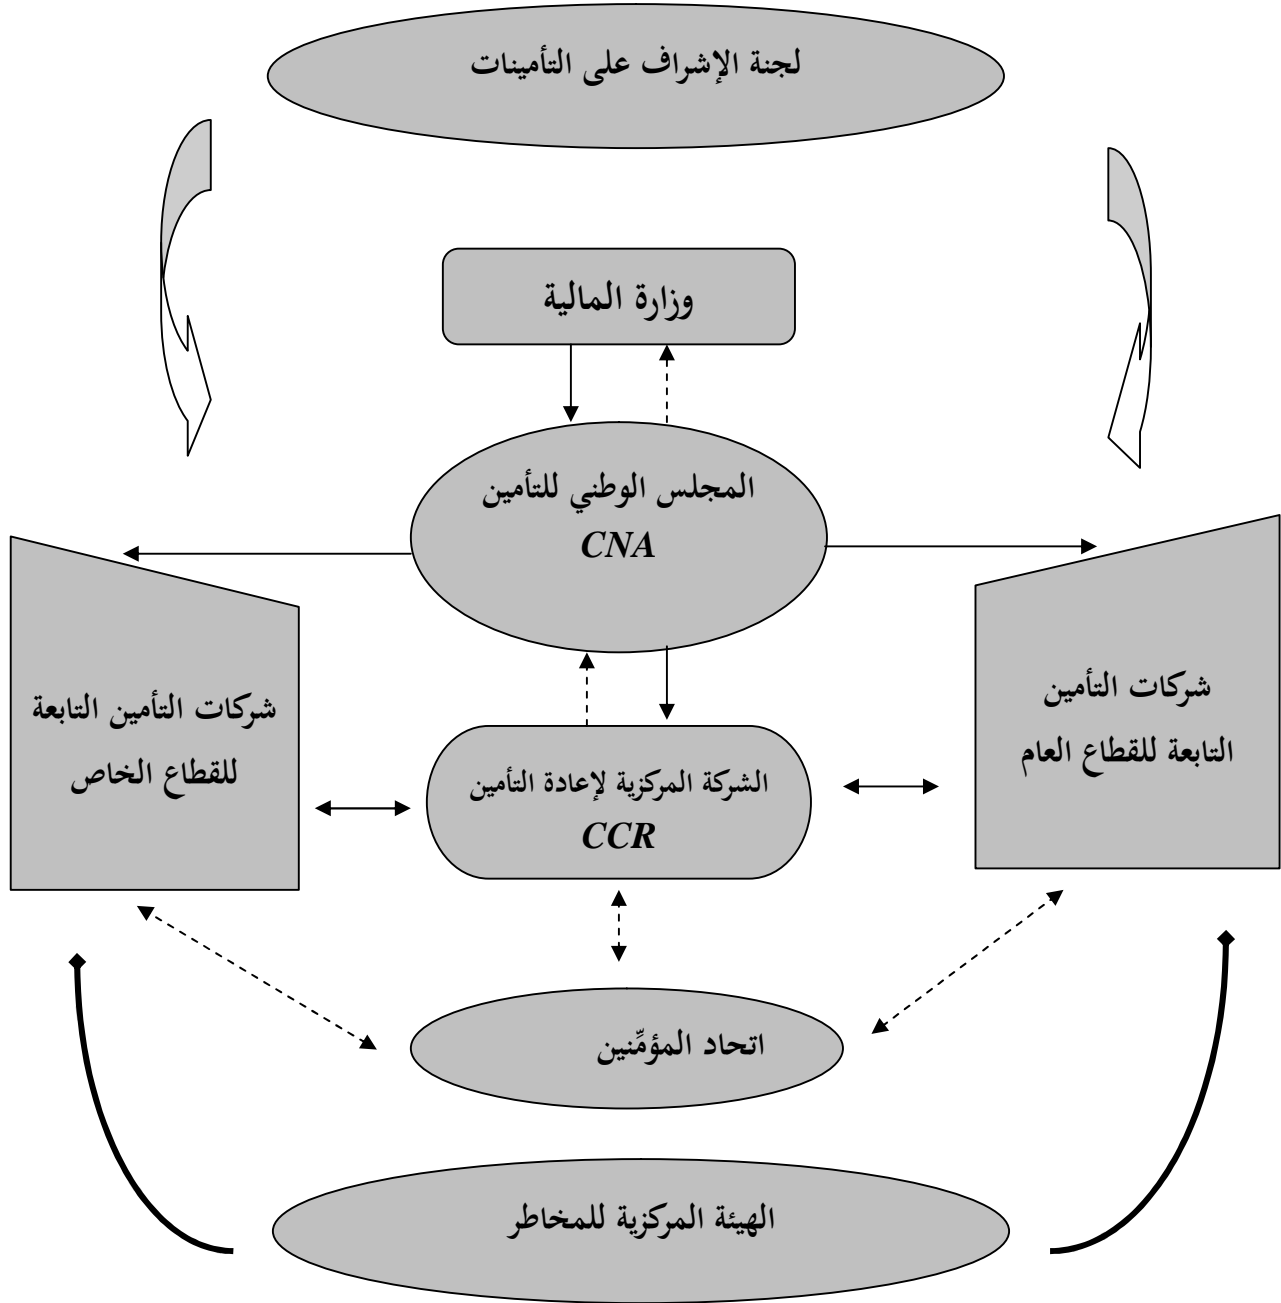 لجنة الإشراف على التأمينات
وزارة المالية
المجلس الوطني للتأمين
CNA
شركات التأمين
التابعة للقطاع العام
شركات التأمين التابعة
للقطاع الخاص
الشركة المركزية لإعادة التأمين
CCR
اتحاد المؤمِّنين
الهيئة المركزية للمخاطر